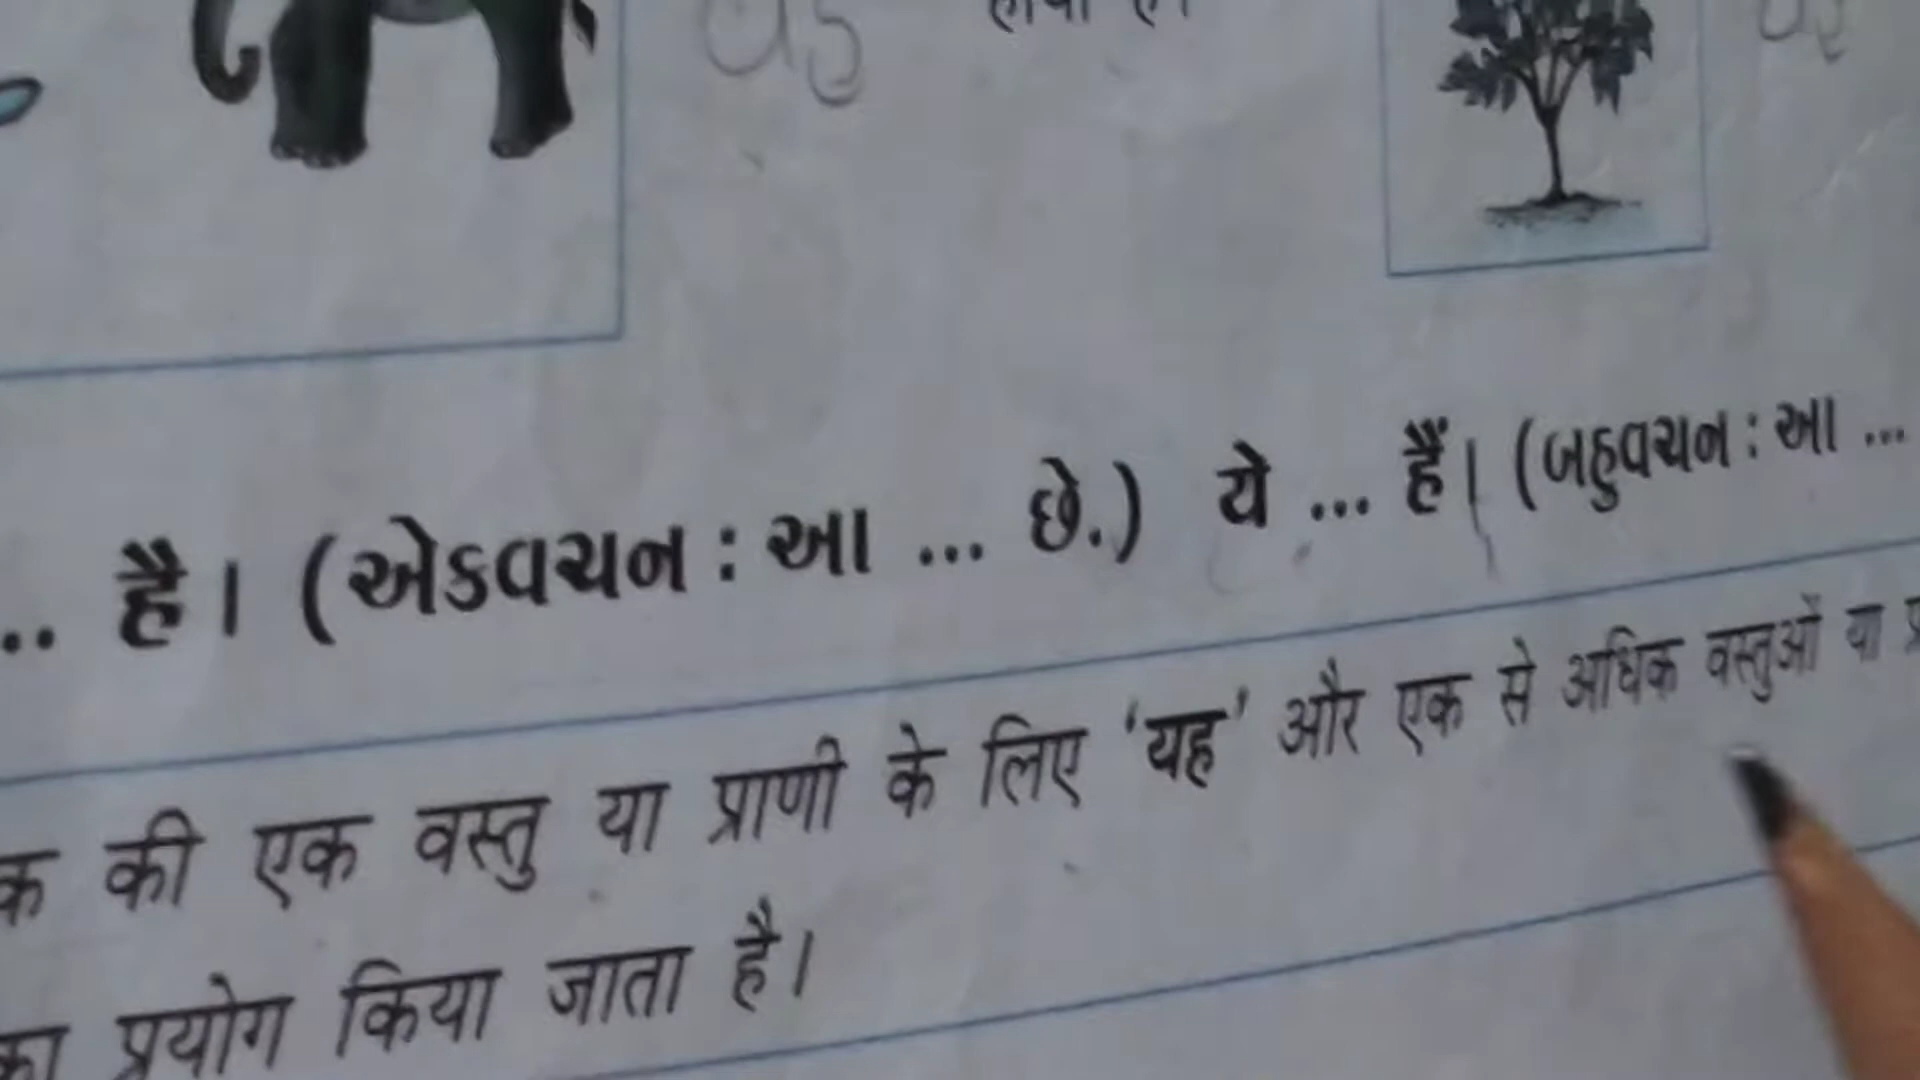 .. है। (એકવચન : આ ... છે.) ये ... हैं। (બહુવચન : આ ...
की एक वस्तु या प्राणी के लिए 'यह' और एक से अधिक वस्तुओं या
का प्रयोग किया जाता है।